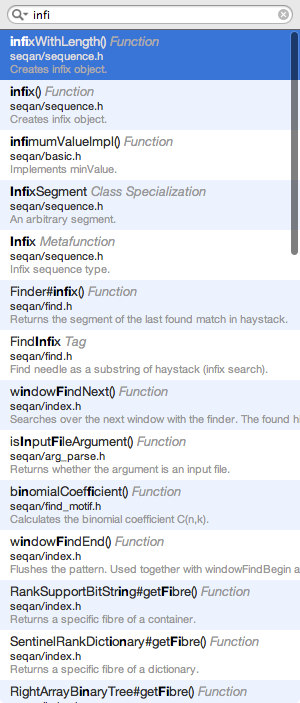 infi
infixWithLength() Function
seqan/sequence.h
Creates infix object.
infix() Function
seqan/sequence.h
Creates infix object.
infimumValueImpl() Function
seqan/basic.h
Implements minValue.
InfixSegment Class Specialization
seqan/sequence.h
An arbitrary segment.
Infix Metafunction
seqan/sequence.h
Infix sequence type.
Finder#infix() Function
seqan/find.h
Returns the segment of the last found match in haystack.
FindInfix Tag
seqan/find.h
Find needle as a substring of haystack (infix search).
windowFindNext() Function
seqan/index.h
Searches over the next window with the finder. The found hi
isInputFileArgument() Function
seqan/arg_parse.h
Returns whether the argument is an input file.
binomialCoefficient() Function
seqan/find_motif.h
Calculates the binomial coefficient C(n,k).
windowFindEnd() Function
seqan/index.h
Flushes the pattern. Used together with windowFindBegin a
RankSupportBitString#getFibre() Function
seqan/index.h
Returns a specific fibre of a container.
SentinelRankDictionary#getFibre() Function
seqan/index.h
Returns a specific fibre of a dictionary.
RightArrayBinaryTree#getFibre() Function